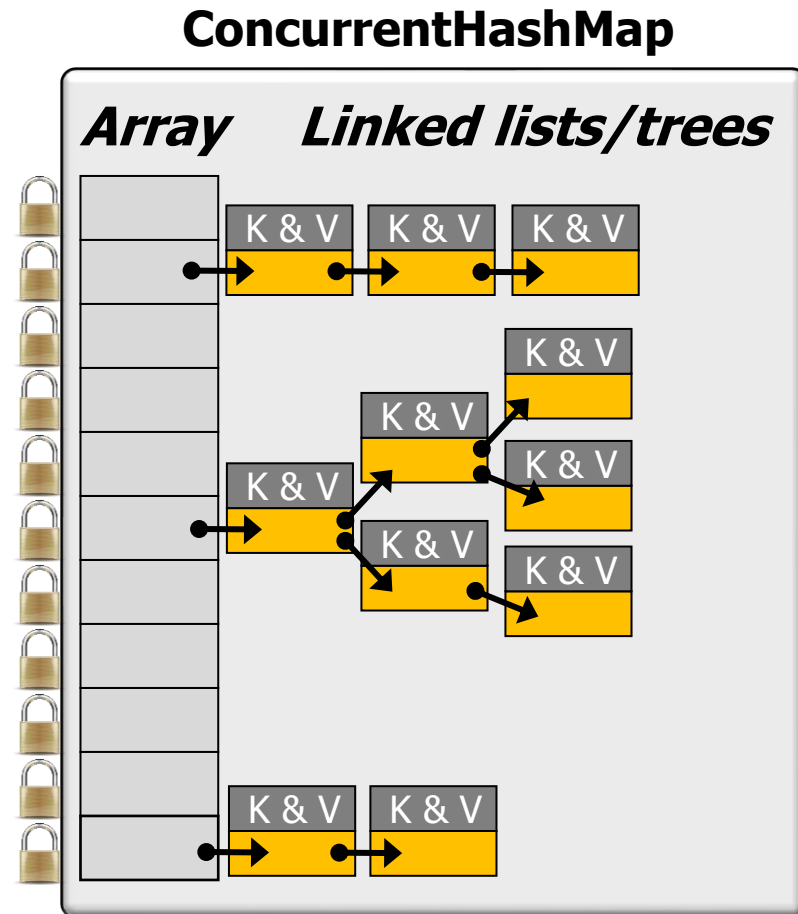 ConcurrentHashMap
Array Linked lists/trees
K & V K & V K & V
K & V
K & V
K & V
K & V
K & V
K & V
K & V K & V